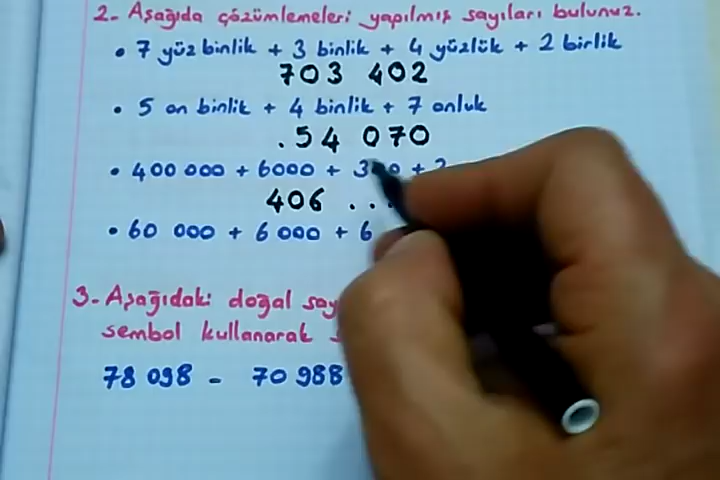 2- Aşağıda çözümlemeleri yapılmış sayıları bulunuz.
• 7 yüz binlik + 3 binlik + 4 yüzlük + 2 birlik
703 402
• 5 on binlik + 4 binlik + 7 onluk
.54 070
• 400 000 + 6000 + 300 +
406 ...
• 60 000 + 6 000 + 6
3- Aşağıdaki doğal
sembol kullanarak
78 098 - 70 988